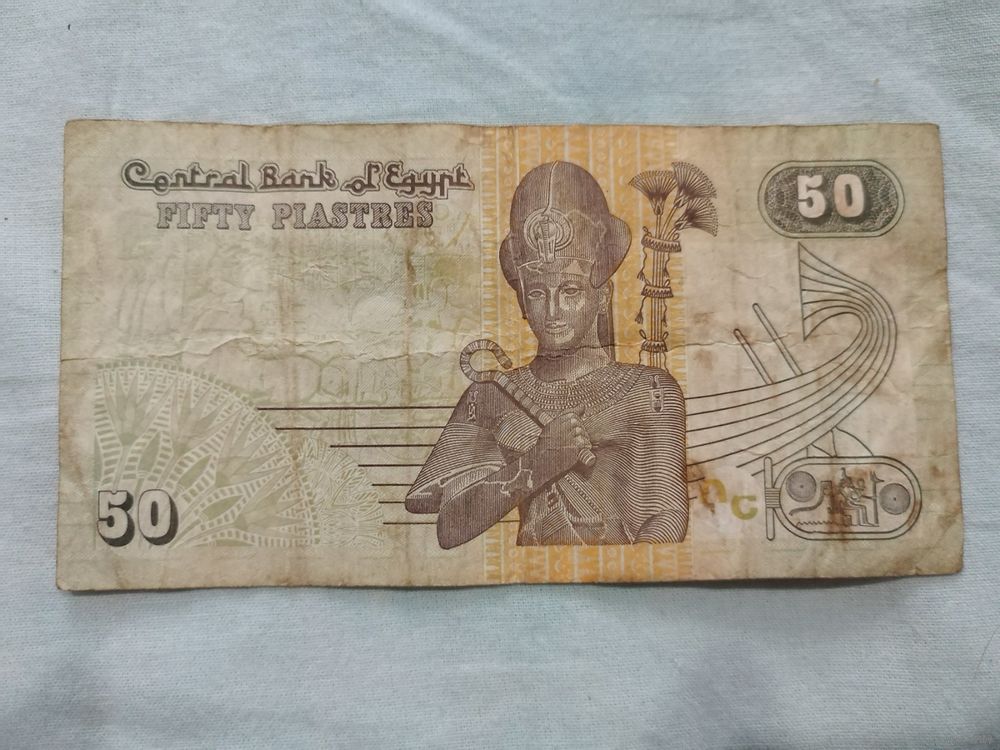 Central Bank of Egypt
FIFTY PIASTRES
50
50